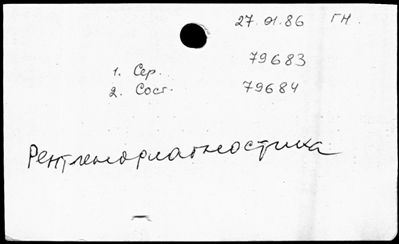 27.01.86 ГН.
1. Сер. 79683
2. Сост. 79684
Рентгенодиагностика